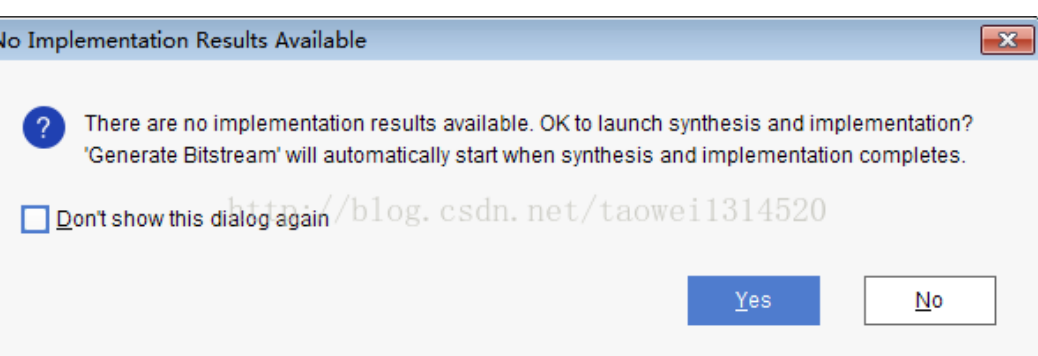 No Implementation Results Available
There are no implementation results available. OK to launch synthesis and implementation?
'Generate Bitstream' will automatically start when synthesis and implementation completes.
Don't show this dialog again
http://blog.csdn.net/taowei1314520
Yes
No